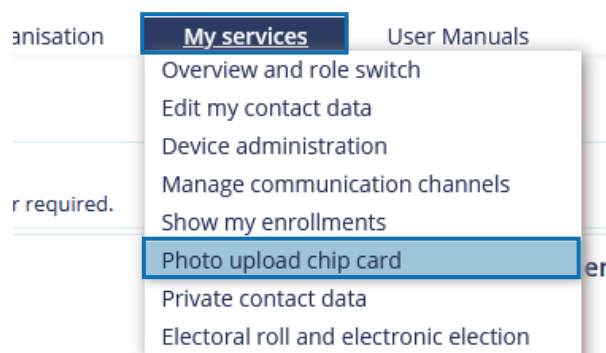 anisation My services User Manuals
Overview and role switch
Edit my contact data
Device administration
Manage communication channels
r required.
Show my enrollments
Photo upload chip card
er
Private contact data
Electoral roll and electronic election